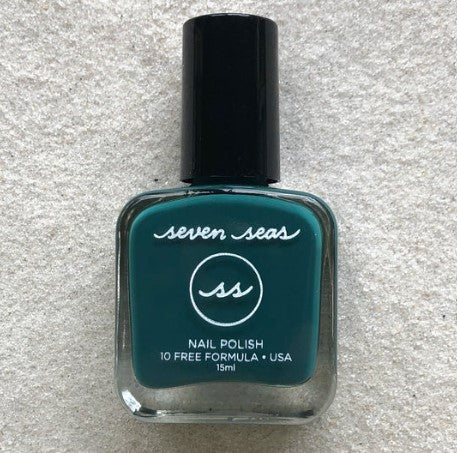 seven seas
ss
NAIL POLISH
10 FREE FORMULA • USA
15ml